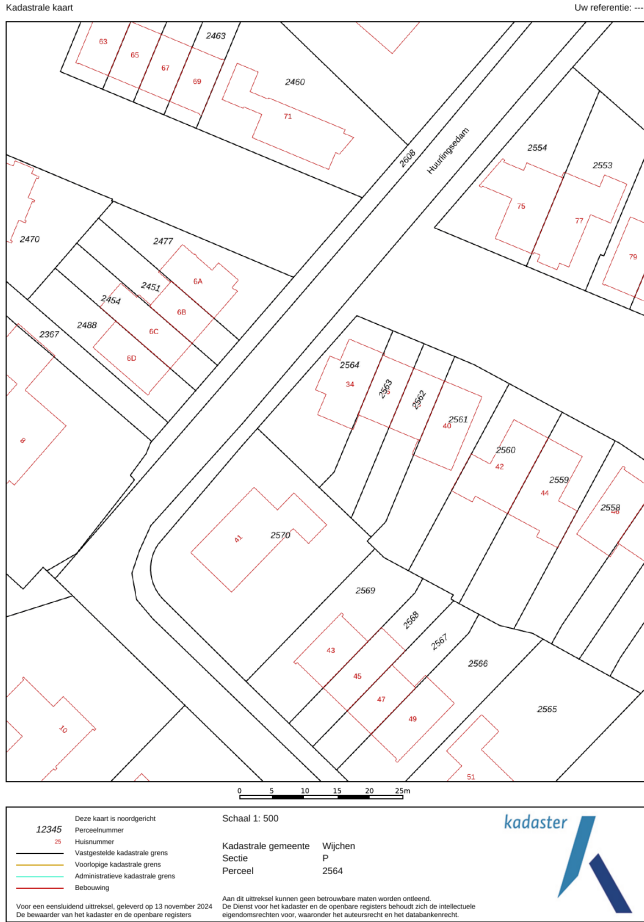 Kadastrale kaart
Uw referentie: ---
63
65
67
69
2463
2460
71
2608
Huurlingsedam
2554
2553
75
77
79
2470
2477
2451
2454
2488
2367
6A
6B
6C
6D
8
2564
2563
2562
2561
34
40
2560
42
2559
44
2558
2570
41
2569
2568
2567
2566
2565
43
45
47
49
51
10
0 5 10 15 20 25m
12345
25
Deze kaart is noordgericht
Perceelnummer
Huisnummer
Vastgestelde kadastrale grens
Voorlopige kadastrale grens
Administratieve kadastrale grens
Bebouwing
Voor een eensluidend uittreksel, geleverd op 13 november 2024
De bewaarder van het kadaster en de openbare registers
Schaal 1: 500
Kadastrale gemeente Wijchen
Sectie P
Perceel 2564
Aan dit uittreksel kunnen geen betrouwbare maten worden ontleend.
De Dienst voor het kadaster en de openbare registers behoudt zich de intellectuele
eigendomsrechten voor, waaronder het auteursrecht en het databankenrecht.
kadaster